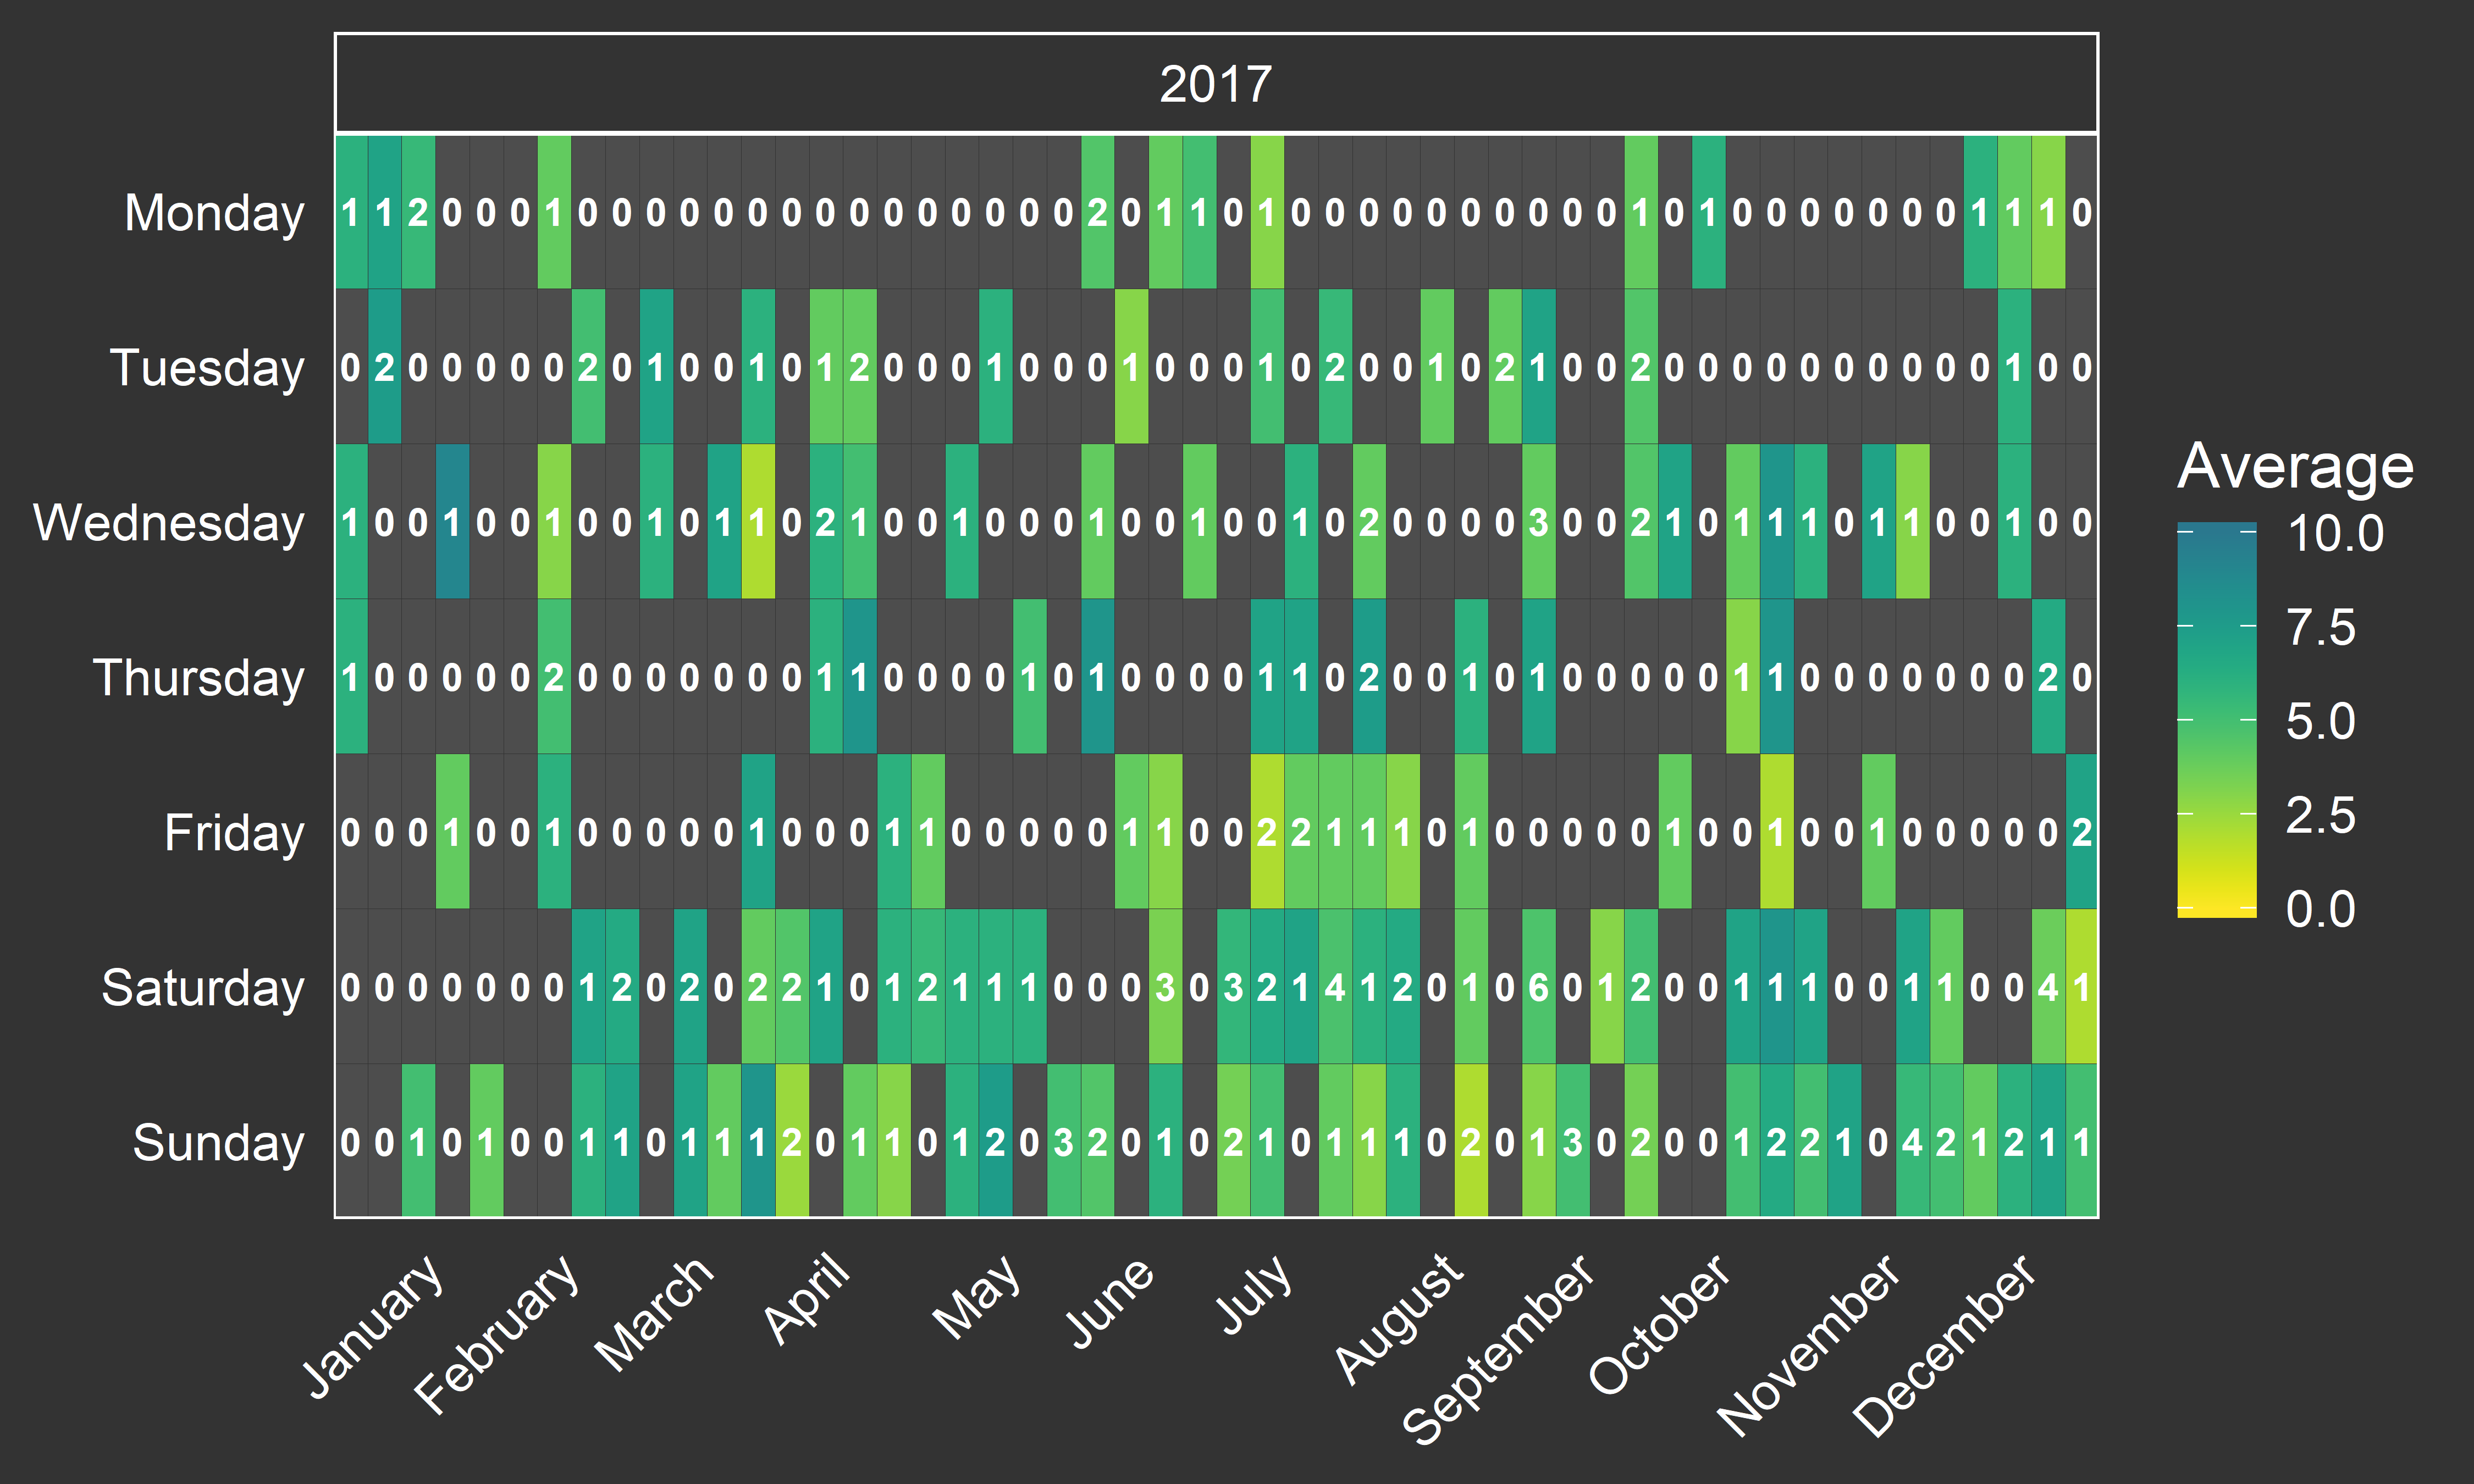 2017
Monday 1 1 2 0 0 0 1 0 0 0 0 0 0 0 0 0 0 0 0 0 0 0 2 0 1 1 0 1 0 0 0 0 0 0 0 0 0 0 1 0 1 0 0 0 0 0 0 0 1 1 1 0
Tuesday 0 2 0 0 0 0 0 2 0 1 0 0 1 0 1 2 0 0 0 1 0 0 0 1 0 0 0 1 0 2 0 0 1 0 2 1 0 0 2 0 0 0 0 0 0 0 0 0 0 1 0 0
Wednesday 1 0 0 1 0 0 1 0 0 1 0 1 1 0 2 1 0 0 1 0 0 0 1 0 0 1 0 0 1 0 2 0 0 0 0 3 0 0 2 1 0 1 1 1 0 1 1 0 0 1 0 0
Thursday 1 0 0 0 0 0 2 0 0 0 0 0 0 0 1 1 0 0 0 0 1 0 1 0 0 0 0 1 1 0 2 0 0 1 0 1 0 0 0 0 0 1 1 0 0 0 0 0 0 0 2 0
Friday 0 0 0 1 0 0 1 0 0 0 0 0 1 0 0 0 1 1 0 0 0 0 0 1 1 0 0 2 2 1 1 1 0 1 0 0 0 0 0 1 0 0 1 0 0 1 0 0 0 0 0 2
Saturday 0 0 0 0 0 0 0 1 2 0 2 0 2 2 1 0 1 2 1 1 1 0 0 0 3 0 3 2 1 4 1 2 0 1 0 6 0 1 2 0 0 1 1 1 0 0 1 1 0 0 4 1
Sunday 0 0 1 0 1 0 0 1 1 0 1 1 1 2 0 1 1 0 1 2 0 3 2 0 1 0 2 1 0 1 1 1 0 2 0 1 3 0 2 0 0 1 2 2 1 0 4 2 1 2 1 1
January February March April May June July August September October November December
Average
10.0
7.5
5.0
2.5
0.0